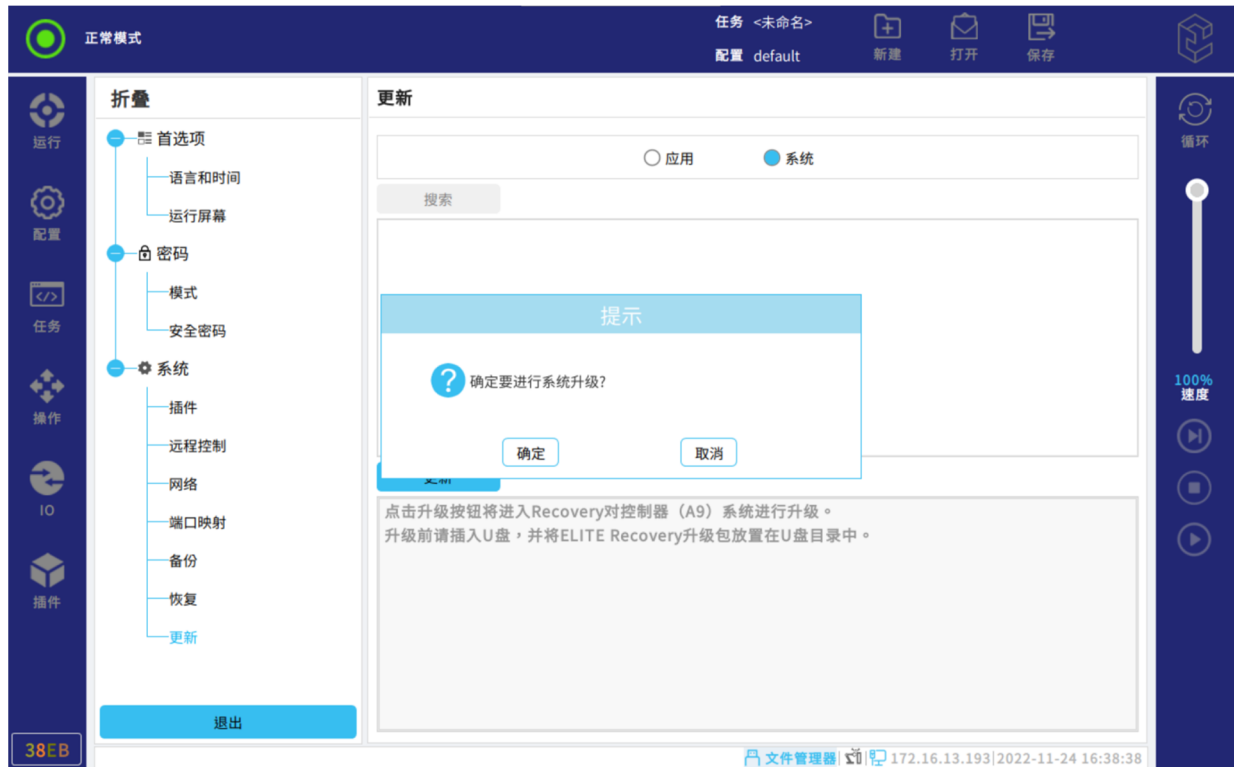 正常模式
任务 <未命名>
配置 default
新建
打开
保存
运行
配置
任务
操作
IO
插件
38EB
折叠
首选项
语言和时间
运行屏幕
密码
模式
安全密码
系统
插件
远程控制
网络
端口映射
备份
恢复
更新
退出
更新
应用
系统
搜索
提示
确定要进行系统升级?
确定
取消
更新
点击升级按钮将进入Recovery对控制器（A9）系统进行升级。
升级前请插入U盘，并将ELITE Recovery升级包放置在U盘目录中。
循环
100%
速度
文件管理器
172.16.13.193|2022-11-24 16:38:38